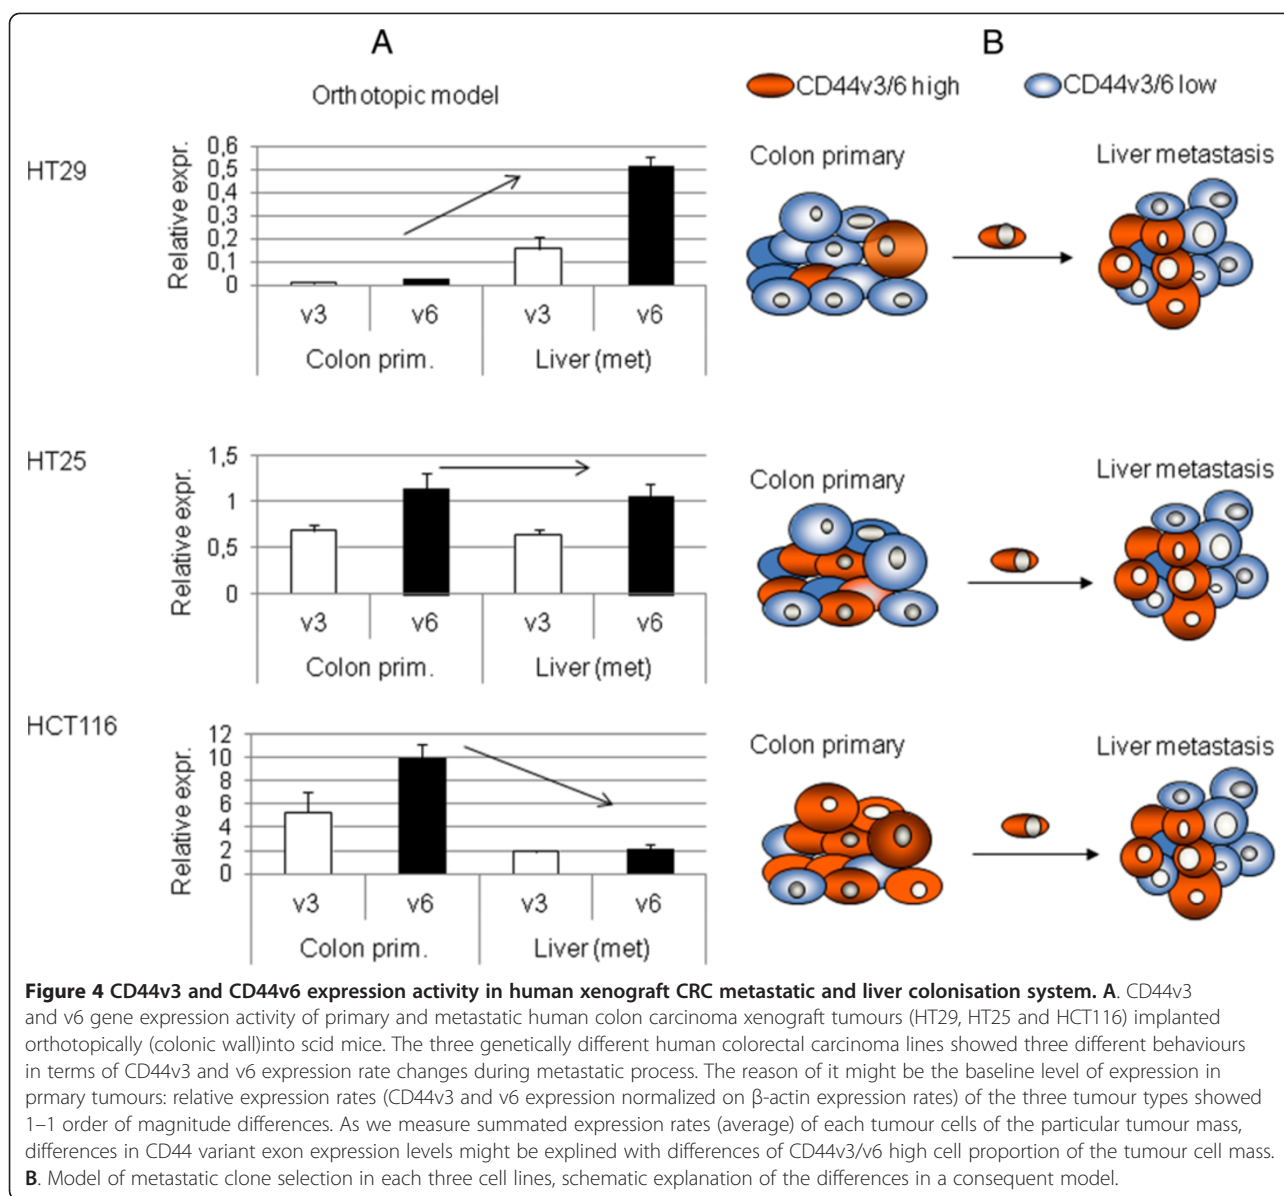 A
B
Orthotopic model
CD44v3/6 high
CD44v3/6 low
HT29
Relative expr.
0,6
0,5
0,4
0,3
0,2
0,1
0
v3
v6
v3
v6
Colon prim.
Liver (met)
Colon primary
Liver metastasis
HT25
Relative expr.
1,5
1
0,5
0
v3
v6
v3
v6
Colon prim.
Liver (met)
Colon primary
Liver metastasis
HCT116
Relative expr.
12
10
8
6
4
2
0
v3
v6
v3
v6
Colon prim.
Liver (met)
Colon primary
Liver metastasis
Figure 4 CD44v3 and CD44v6 expression activity in human xenograft CRC metastatic and liver colonisation system. A. CD44v3
and v6 gene expression activity of primary and metastatic human colon carcinoma xenograft tumours (HT29, HT25 and HCT116) implanted
orthotopically (colonic wall)into scid mice. The three genetically different human colorectal carcinoma lines showed three different behaviours
in terms of CD44v3 and v6 expression rate changes during metastatic process. The reason of it might be the baseline level of expression in
prmary tumours: relative expression rates (CD44v3 and v6 expression normalized on β-actin expression rates) of the three tumour types showed
1–1 order of magnitude differences. As we measure summated expression rates (average) of each tumour cells of the particular tumour mass,
differences in CD44 variant exon expression levels might be explined with differences of CD44v3/v6 high cell proportion of the tumour cell mass.
B. Model of metastatic clone selection in each three cell lines, schematic explanation of the differences in a consequent model.